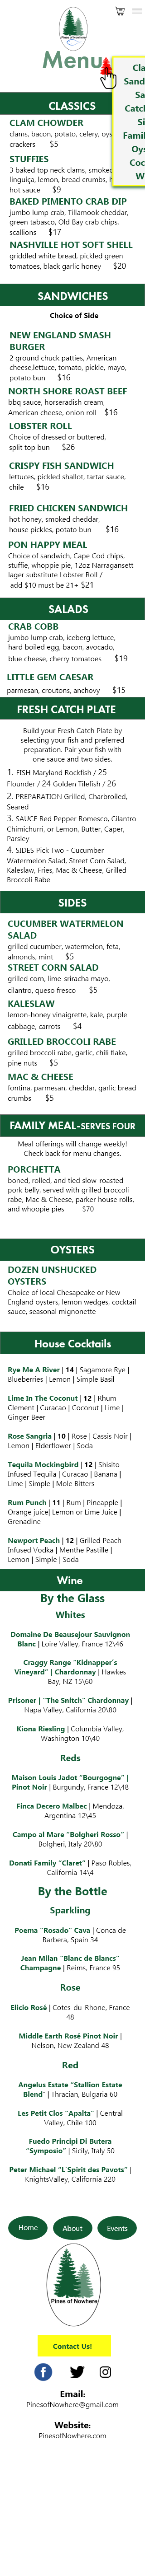 Pines of Nowhere
Menu
Cla
Sand
Sa
Catch
Si
Famil
Oys
Coc
W
CLASSICS
CLAM CHOWDER
clams, bacon, potato, celery, oyster
crackers $5
STUFFIES
3 baked top neck clams, smoked
linguiça, lemon, bread crumbs, h
hot sauce $9
BAKED PIMENTO CRAB DIP
jumbo lump crab, Tillamook cheddar,
green tabasco, Old Bay crab chips,
scallions $17
NASHVILLE HOT SOFT SHELL
griddled white bread, pickled green
tomatoes, black garlic honey $20
SANDWICHES
Choice of Side
NEW ENGLAND SMASH
BURGER
2 ground chuck patties, American
cheese,lettuce, tomato, pickle, mayo,
potato bun $16
NORTH SHORE ROAST BEEF
bbq sauce, horseradish cream,
American cheese, onion roll $16
LOBSTER ROLL
Choice of dressed or buttered,
split top bun $26
CRISPY FISH SANDWICH
lettuces, pickled shallot, tartar sauce,
chile $16
FRIED CHICKEN SANDWICH
hot honey, smoked cheddar,
house pickles, potato bun $16
PON HAPPY MEAL
Choice of sandwich, Cape Cod chips,
stuffie, whoopie pie, 12oz Narragansett
lager substitute Lobster Roll /
add $10 must be 21+ $21
SALADS
CRAB COBB
jumbo lump crab, iceberg lettuce,
hard boiled egg, bacon, avocado,
blue cheese, cherry tomatoes $19
LITTLE GEM CAESAR
parmesan, croutons, anchovy $15
FRESH CATCH PLATE
Build your Fresh Catch Plate by
selecting your fish and preferred
preparation. Pair your fish with
one sauce and two sides.
1. FISH Maryland Rockfish / 25
Flounder / 24 Golden Tilefish / 26
2. PREPARATION Grilled, Charbroiled,
Seared
3. SAUCE Red Pepper Romesco, Cilantro
Chimichurri, or Lemon, Butter, Caper,
Parsley
4. SIDES Pick Two - Cucumber
Watermelon Salad, Street Corn Salad,
Kaleslaw, Fries, Mac & Cheese, Grilled
Broccoli Rabe
SIDES
CUCUMBER WATERMELON
SALAD
grilled cucumber, watermelon, feta,
almonds, mint $5
STREET CORN SALAD
grilled corn, lime-sriracha mayo,
cilantro, queso fresco $5
KALESLAW
lemon-honey vinaigrette, kale, purple
cabbage, carrots $4
GRILLED BROCCOLI RABE
grilled broccoli rabe, garlic, chili flake,
pine nuts $5
MAC & CHEESE
fontina, parmesan, cheddar, garlic bread
crumbs $5
FAMILY MEAL-SERVES FOUR
Meal offerings will change weekly!
Check back for menu changes.
PORCHETTA
boned, rolled, and tied slow-roasted
pork belly, served with grilled broccoli
rabe, Mac & Cheese, parker house rolls,
and whoopie pies $70
OYSTERS
DOZEN UNSHUCKED
OYSTERS
Choice of local Chesapeake or New
England oysters, lemon wedges, cocktail
sauce, seasonal mignonette
House Cocktails
Rye Me A River | 14 | Sagamore Rye |
Blueberries | Lemon | Simple Basil
Lime In The Coconut | 12 | Rhum
Clement | Curacao | Coconut | Lime |
Ginger Beer
Rose Sangria | 10 | Rose | Cassis Noir |
Lemon | Elderflower | Soda
Tequila Mockingbird | 12 | Shisito
Infused Tequila | Curacao | Banana |
Lime | Simple | Mole Bitters
Rum Punch | 11 | Rum | Pineapple |
Orange juice| Lemon or Lime Juice |
Grenadine
Newport Peach | 12 | Grilled Peach
Infused Vodka | Menthe Pastille |
Lemon | Simple | Soda
Wine
By the Glass
Whites
Domaine De Beausejour Sauvignon
Blanc | Loire Valley, France 12\46
Craggy Range “Kidnapper’s
Vineyard” | Chardonnay | Hawkes
Bay, NZ 15\60
Prisoner | “The Snitch” Chardonnay |
Napa Valley, California 20\80
Kiona Riesling | Columbia Valley,
Washington 10\40
Reds
Maison Louis Jadot “Bourgogne” |
Pinot Noir | Burgundy, France 12\48
Finca Decero Malbec | Mendoza,
Argentina 12\45
Campo al Mare “Bolgheri Rosso” |
Bolgheri, Italy 20\80
Donati Family “Claret” | Paso Robles,
California 14\4
By the Bottle
Sparkling
Poema “Rosado” Cava | Conca de
Barbera, Spain 34
Jean Milan “Blanc de Blancs”
Champagne | Reims, France 95
Rose
Elicio Rosé | Cotes-du-Rhone, France
48
Middle Earth Rosé Pinot Noir |
Nelson, New Zealand 48
Red
Angelus Estate “Stallion Estate
Blend” | Thracian, Bulgaria 60
Les Petit Clos “Apalta” | Central
Valley, Chile 100
Fuedo Principi Di Butera
“Symposio” | Sicily, Italy 50
Peter Michael “L’Spirit des Pavots” |
KnightsValley, California 220
Home
About
Events
Pines of Nowhere
Contact Us!
Email:
PinesofNowhere@gmail.com
Website:
PinesofNowhere.com